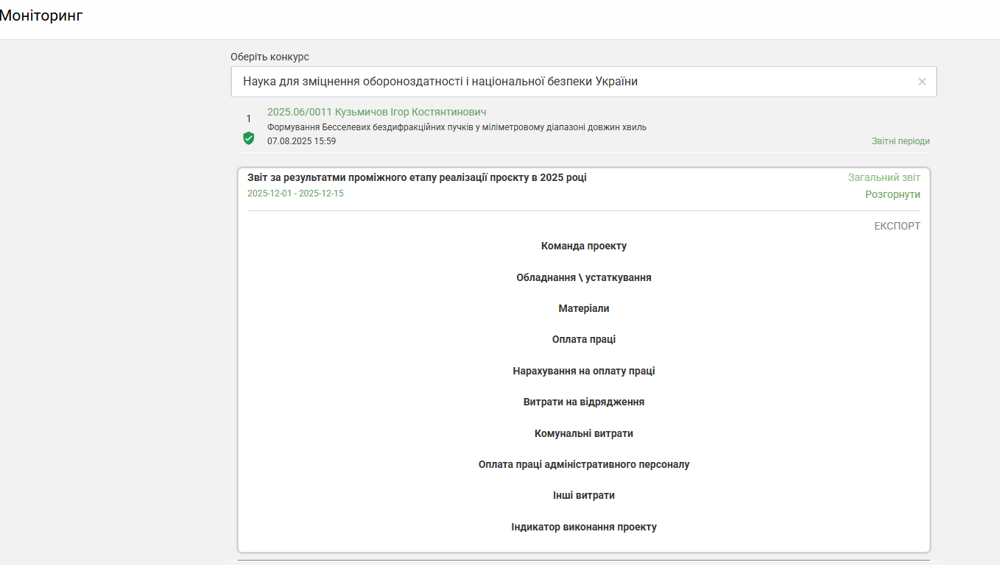 Моніторинг
Оберіть конкурс
Наука для зміцнення обороноздатності і національної безпеки України ×
1 2025.06/0011 Кузьмичов Ігор Костянтинович
Формування Бесселевих бездифракційних пучків у міліметровому діапазоні довжин хвиль
07.08.2025 15:59 Звітні періоди
Звіт за результатми проміжного етапу реалізації проєкту в 2025 році Загальний звіт
2025-12-01 - 2025-12-15 Розгорнути
ЕКСПОРТ
Команда проекту
Обладнання \ устаткування
Матеріали
Оплата праці
Нарахування на оплату праці
Витрати на відрядження
Комунальні витрати
Оплата праці адміністративного персоналу
Інші витрати
Індикатор виконання проекту